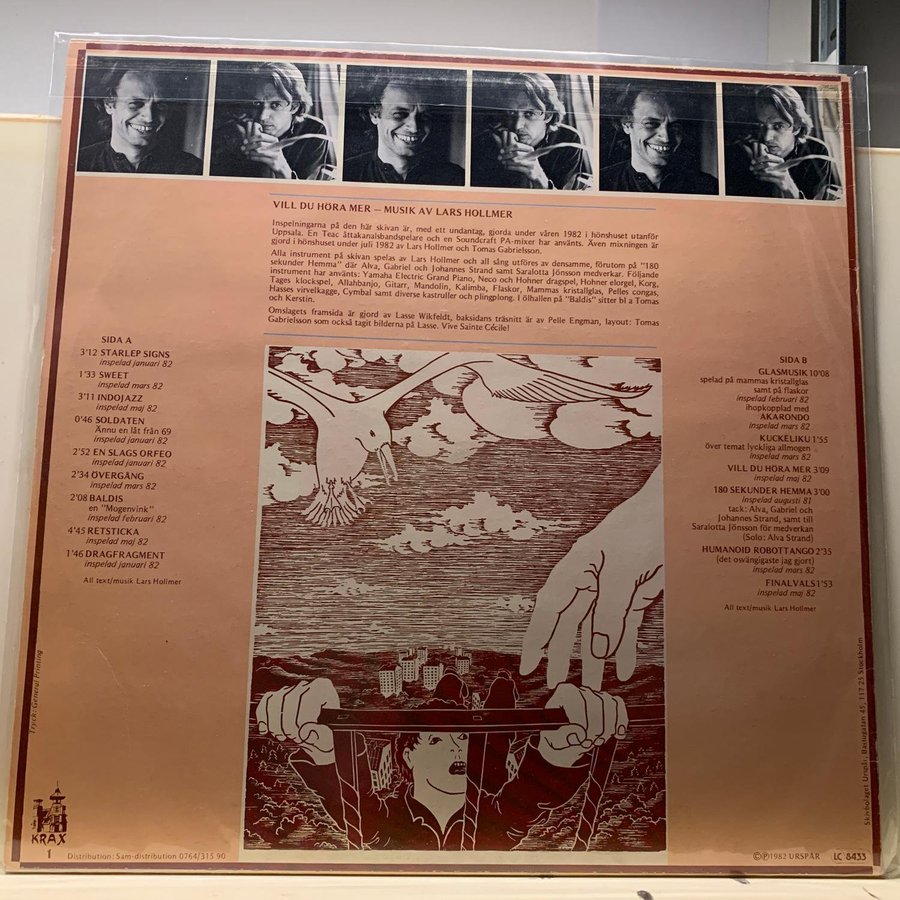 VILL DU HÖRA MER – MUSIK AV LARS HOLLMER
Inspelningarna på den här skivan är, med ett undantag, gjorda under våren 1982 i hönshuset utanför
Uppsala. En Teac åttakanalsbandspelare och en Soundcraft PA-mixer har använts. Även mixningen är
gjord i hönshuset under juli 1982 av Lars Hollmer och Tomas Gabrielsson.
Alla instrument på skivan spelas av Lars Hollmer och all sång utföres av densamme, förutom på "180
sekunder Hemma" där Alva, Gabriel och Johannes Strand samt Saralotta Jönsson medverkar. Följande
instrument har använts: Yamaha Electric Grand Piano, Neco och Hohner dragspel, Hohner elorgel, Korg,
Tages klockspel, Allahbanjo, Gitarr, Mandolin, Kalimba, Flaskor, Mammas kristallglas, Pelles congas,
Hasses virvelkagge, Cymbal samt diverse kastruller och plingplong. I ölhallen på "Baldis" sitter bl a Tomas
och Kerstin.
Omslagets framsida är gjord av Lasse Wikfeldt, baksidans träsnitt är av Pelle Engman, layout: Tomas
Gabrielsson som också tagit bilderna på Lasse. Vive Sainte Cécile!
SIDA A
3'12 STARLEP SIGNS
inspelad januari 82
1'33 SWEET
inspelad mars 82
3'11 INDOJAZZ
inspelad maj 82
0'46 SOLDATEN
Ännu en låt från 69
inspelad januari 82
2'52 EN SLAGS ORFEO
inspelad januari 82
2'34 ÖVERGÅNG
inspelad mars 82
2'08 BALDIS
en "Mogenvink"
inspelad februari 82
4'45 RETSTICKA
inspelad maj 82
1'46 DRAGFRAGMENT
inspelad januari 82
All text/musik Lars Hollmer
SIDA B
GLASMUSIK 10'08
spelad på mammas kristallglas
samt på flaskor
inspelad februari 82
ihopkopplad med
AKARONDO
inspelad mars 82
KUCKELIKU 1'55
över temat lyckliga allmogen
inspelad mars 82
VILL DU HÖRA MER 3'09
inspelad maj 82
180 SEKUNDER HEMMA 3'00
inspelad augusti 81
tack: Alva, Gabriel och
Johannes Strand, samt till
Saralotta Jönsson för medverkan
(Solo: Alva Strand)
HUMANOID ROBOTTANGO 2'35
(det osvängigaste jag gjort)
inspelad mars 82
FINALVALS 1'53
inspelad maj 82
All text/musik Lars Hollmer
Tryck: General Printing
Skivbolaget Urspår, Bastugatan 45, 117 25 Stockholm
KRAX
1
Distribution: Sam-distribution 0764/315 90
©℗1982 URSPÅR
LC 8433